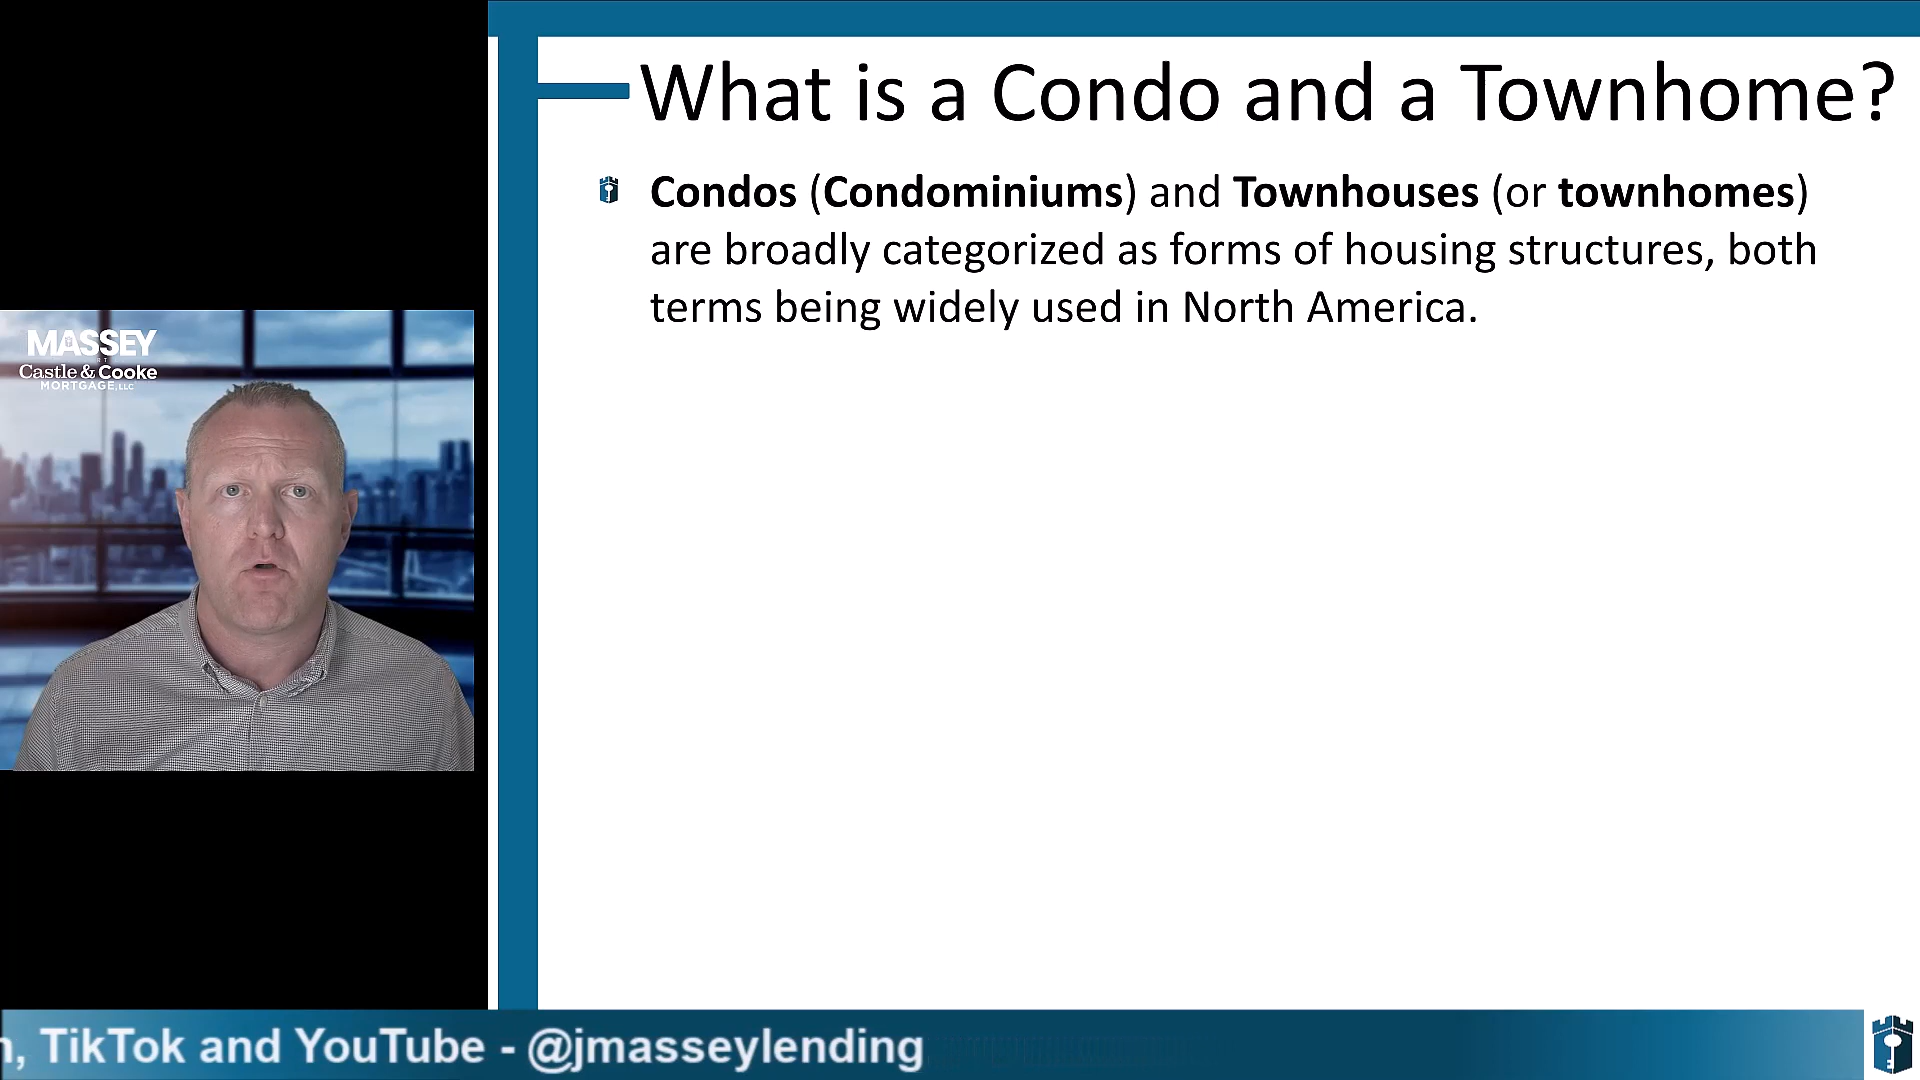 What is a Condo and a Townhome?
Condos (Condominiums) and Townhouses (or townhomes)
are broadly categorized as forms of housing structures, both
terms being widely used in North America.
MASSEY
Castle & Cooke
MORTGAGE, LLC
, TikTok and YouTube - @jmasseylending